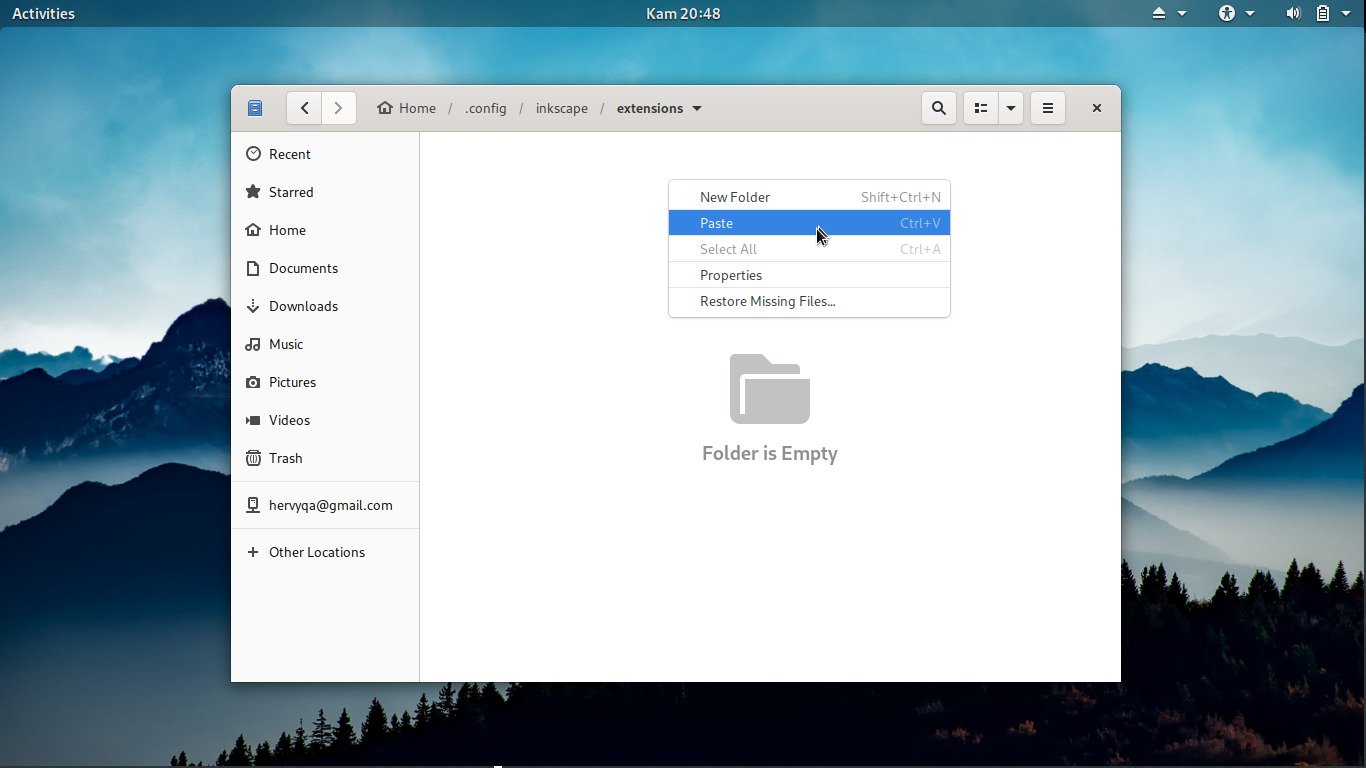 Activities Kam 20:48
Home / .config / inkscape / extensions
Recent
Starred
Home
Documents
Downloads
Music
Pictures
Videos
Trash
hervyqa@gmail.com
Other Locations
New Folder Shift+Ctrl+N
Paste Ctrl+V
Select All Ctrl+A
Properties
Restore Missing Files...
Folder is Empty